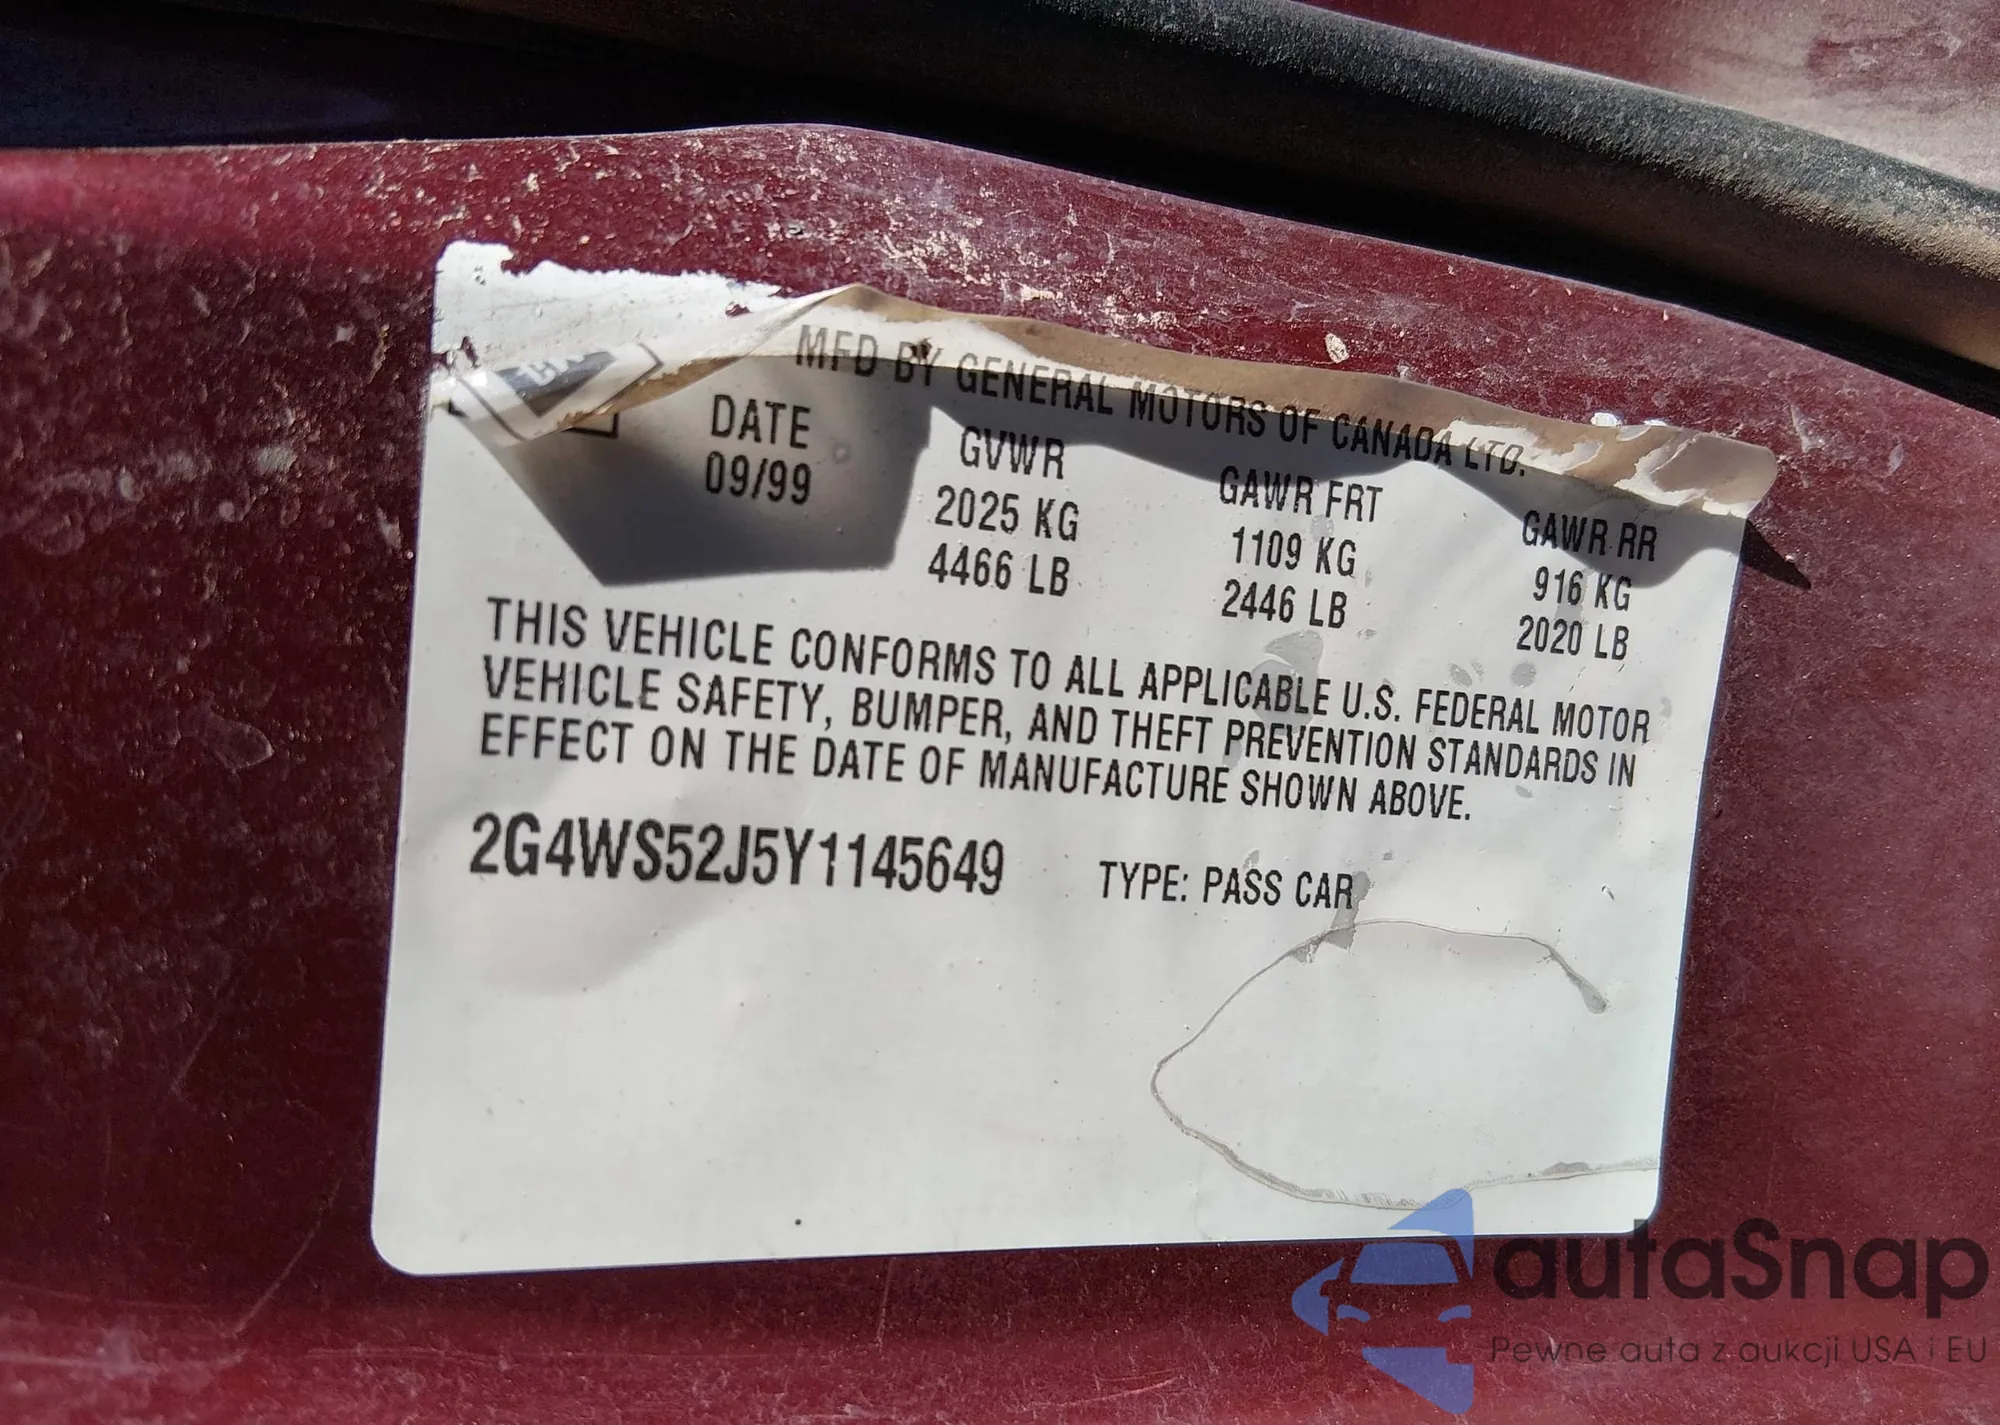 MFD BY GENERAL MOTORS OF CANADA LTD.
DATE GVWR GAWR FRT GAWR RR
09/99 2025 KG 1109 KG 916 KG
4466 LB 2446 LB 2020 LB
THIS VEHICLE CONFORMS TO ALL APPLICABLE U.S. FEDERAL MOTOR
VEHICLE SAFETY, BUMPER, AND THEFT PREVENTION STANDARDS IN
EFFECT ON THE DATE OF MANUFACTURE SHOWN ABOVE.
2G4WS52J5Y1145649 TYPE: PASS CAR
autaSnap
Pewne auta z aukcji USA i EU